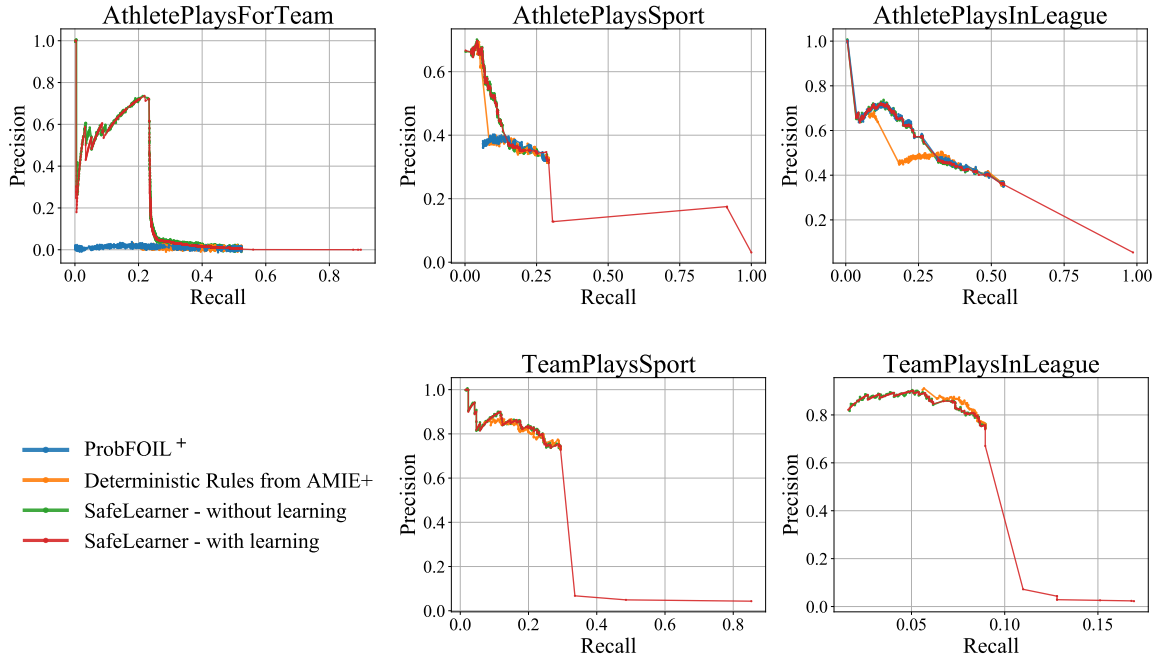 AthletePlaysForTeam
1.0
0.8
0.6
0.4
0.2
0.0
Precision
0.0 0.2 0.4 0.6 0.8
Recall
AthletePlaysSport
0.6
0.4
0.2
0.0
Precision
0.00 0.25 0.50 0.75 1.00
Recall
AthletePlaysInLeague
1.0
0.8
0.6
0.4
0.2
Precision
0.00 0.25 0.50 0.75 1.00
Recall
ProbFOIL +
Deterministic Rules from AMIE+
SafeLearner - without learning
SafeLearner - with learning
TeamPlaysSport
1.0
0.8
0.6
0.4
0.2
0.0
Precision
0.0 0.2 0.4 0.6 0.8
Recall
TeamPlaysInLeague
0.8
0.6
0.4
0.2
0.0
Precision
0.05 0.10 0.15
Recall